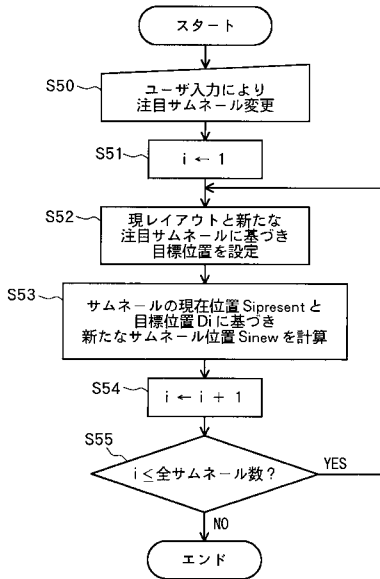 スタート
S50
ユーザ入力により
注目サムネール変更
S51
i ← 1
S52
現レイアウトと新たな
注目サムネールに基づき
目標位置を設定
S53
サムネールの現在位置 Sipresent と
目標位置 Di に基づき
新たなサムネール位置 Sinew を計算
S54
i ← i + 1
S55
i ≤ 全サムネール数？
YES
NO
エンド